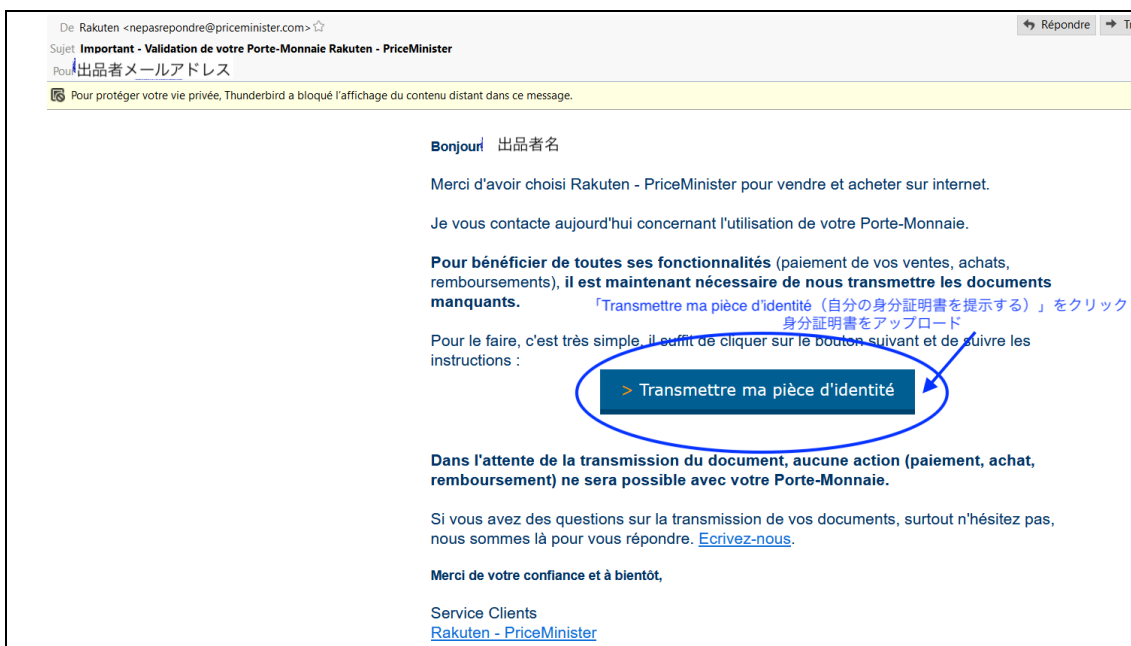 De Rakuten <nepasrepondre@priceminister.com>
Répondre
Sujet Important - Validation de votre Porte-Monnaie Rakuten - PriceMinister
Pour 出品者メールアドレス
Pour protéger votre vie privée, Thunderbird a bloqué l'affichage du contenu distant dans ce message.
Bonjour 出品者名
Merci d'avoir choisi Rakuten - PriceMinister pour vendre et acheter sur internet.
Je vous contacte aujourd'hui concernant l'utilisation de votre Porte-Monnaie.
Pour bénéficier de toutes ses fonctionnalités (paiement de vos ventes, achats,
remboursements), il est maintenant nécessaire de nous transmettre les documents
manquants.
「Transmettre ma pièce d'identité（自分の身分証明書を提示する）」をクリック
身分証明書をアップロード
Pour le faire, c'est très simple, il suffit de cliquer sur le bouton suivant et de suivre les
instructions :
> Transmettre ma pièce d'identité
Dans l'attente de la transmission du document, aucune action (paiement, achat,
remboursement) ne sera possible avec votre Porte-Monnaie.
Si vous avez des questions sur la transmission de vos documents, surtout n'hésitez pas,
nous sommes là pour vous répondre. Ecrivez-nous.
Merci de votre confiance et à bientôt,
Service Clients
Rakuten - PriceMinister